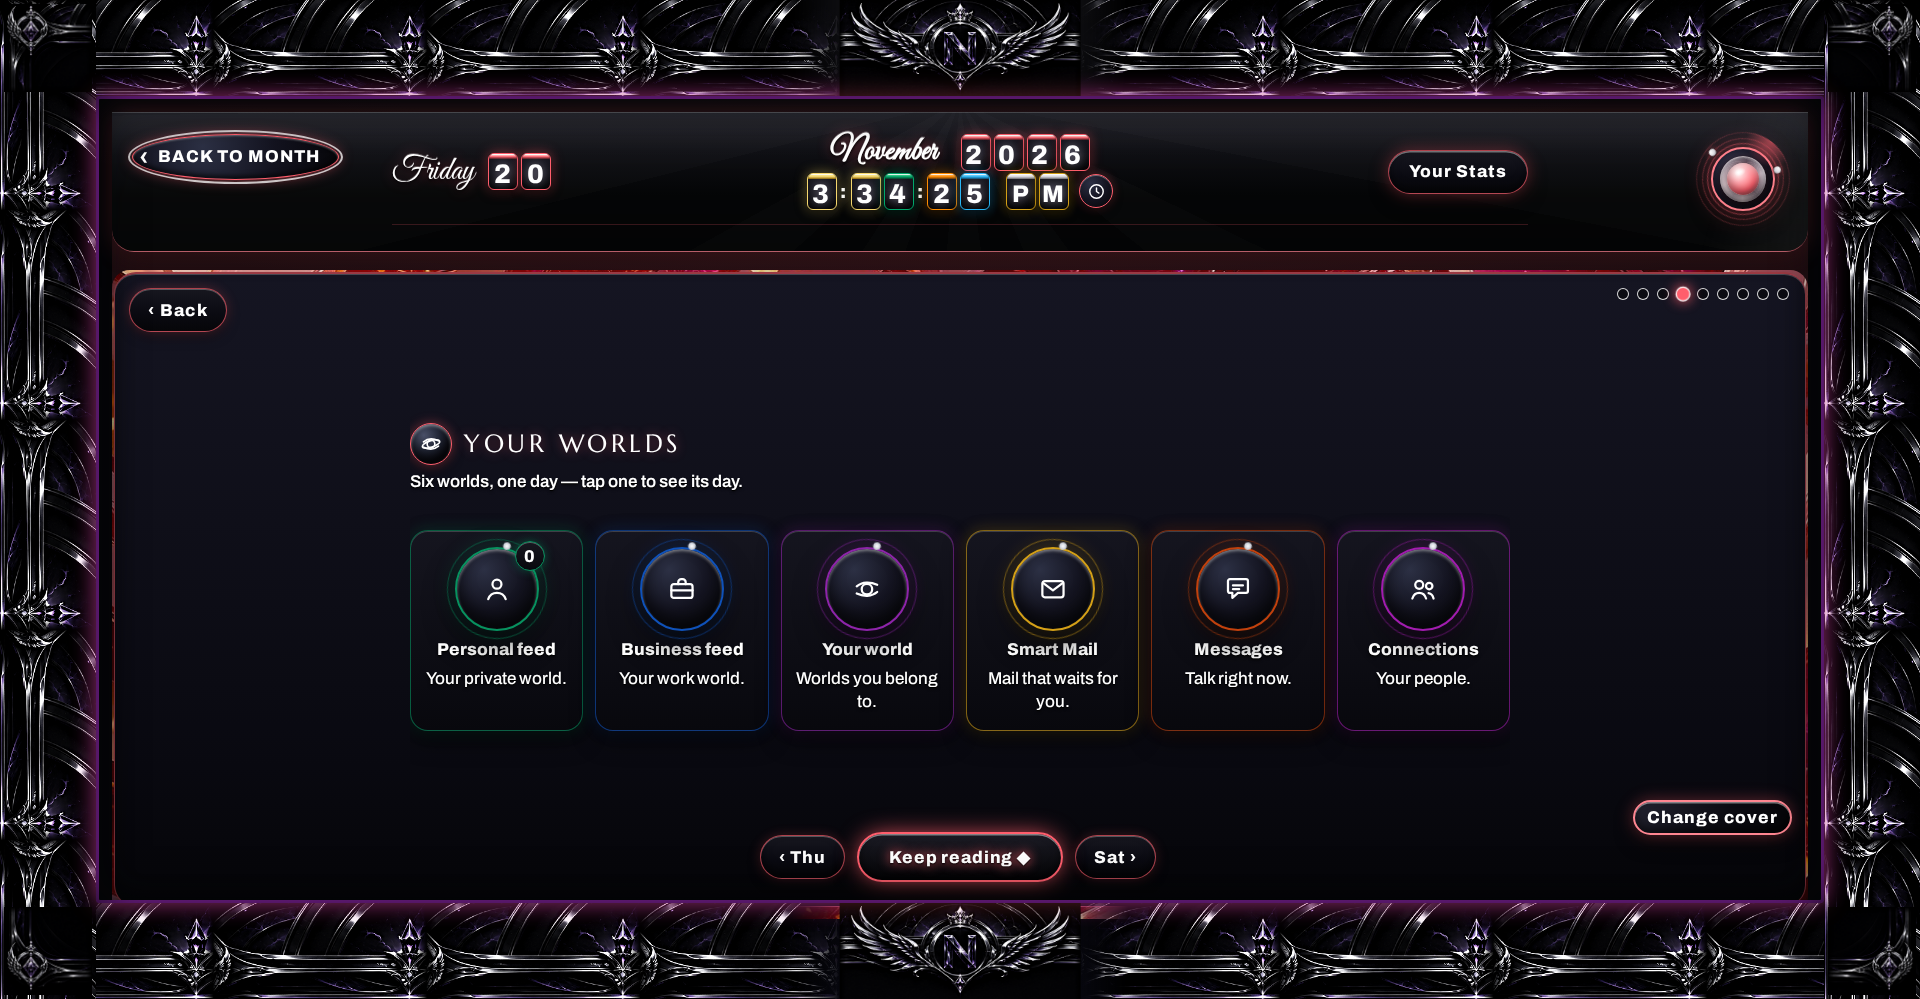 N
‹ BACK TO MONTH
Friday 20
November 2026
3:34:25 PM
Your Stats
‹ Back
YOUR WORLDS
Six worlds, one day — tap one to see its day.
0
Personal feed
Your private world.
Business feed
Your work world.
Your world
Worlds you belong
to.
Smart Mail
Mail that waits for
you.
Messages
Talk right now.
Connections
Your people.
Change cover
‹ Thu
Keep reading ◆
Sat ›
N